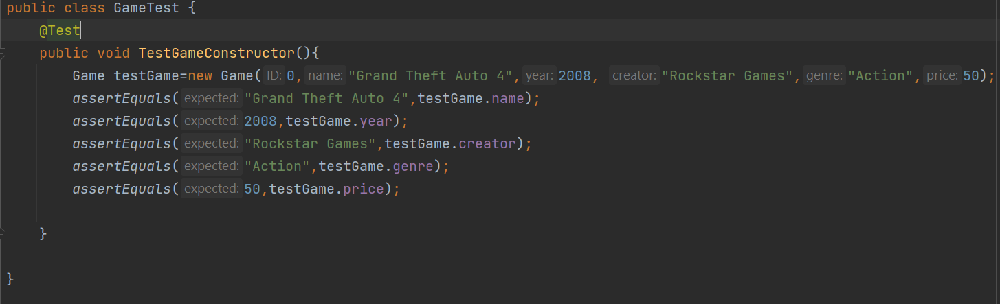 public class GameTest {
@Test
public void TestGameConstructor(){
Game testGame=new Game( ID: 0, name: "Grand Theft Auto 4", year: 2008, creator: "Rockstar Games", genre: "Action", price: 50);
assertEquals( expected: "Grand Theft Auto 4",testGame.name);
assertEquals( expected: 2008,testGame.year);
assertEquals( expected: "Rockstar Games",testGame.creator);
assertEquals( expected: "Action",testGame.genre);
assertEquals( expected: 50,testGame.price);
}
}